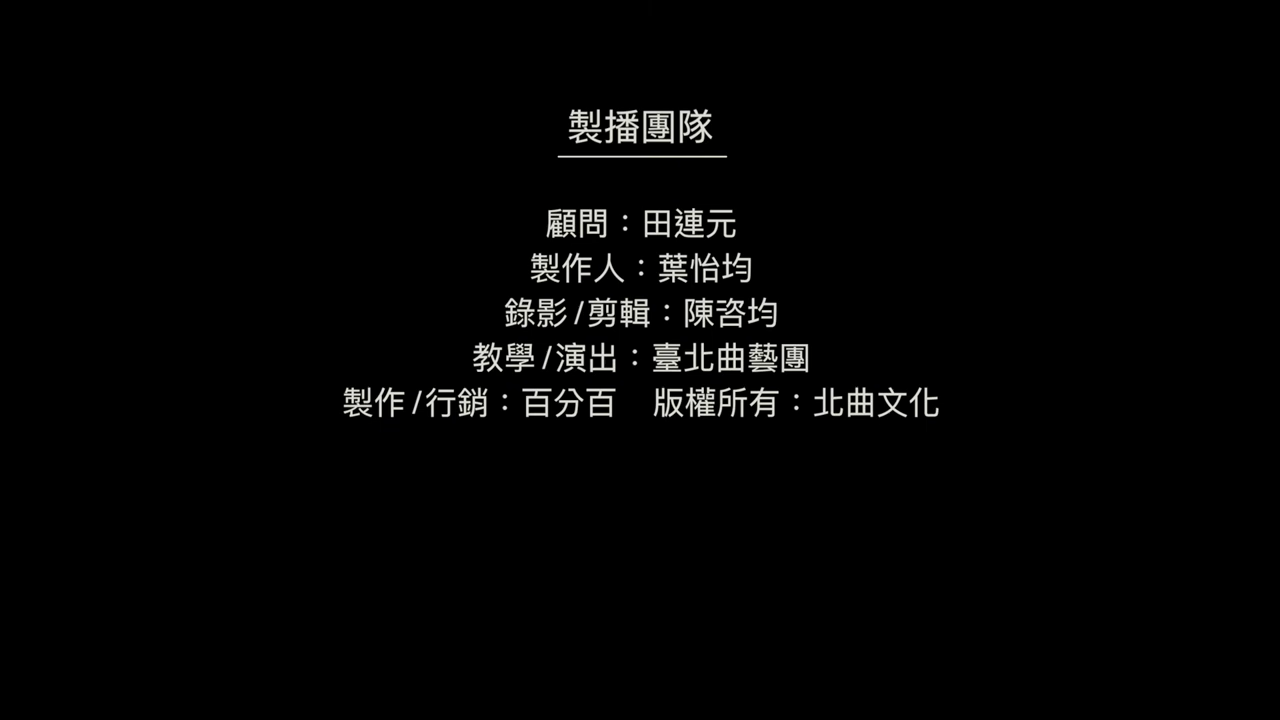 製播團隊
顧問：田連元
製作人：葉怡均
錄影/剪輯：陳咨均
教學/演出：臺北曲藝團
製作/行銷：百分百　版權所有：北曲文化